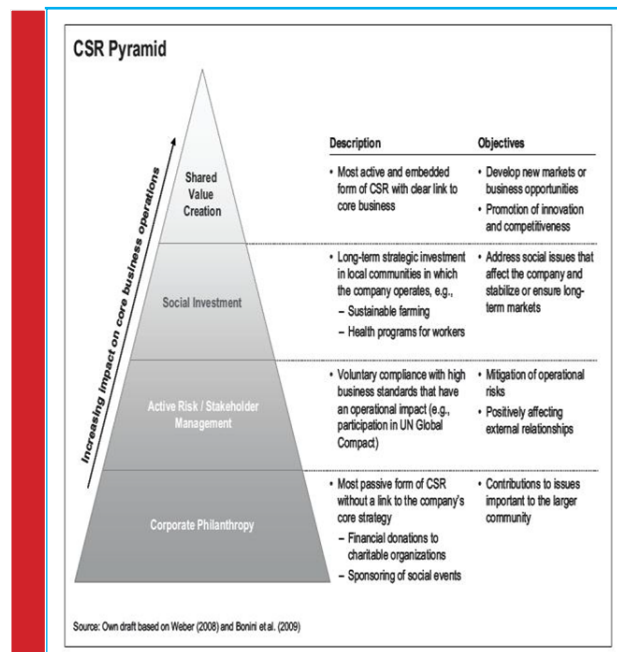 CSR Pyramid
Increasing impact on core business operations
Shared
Value
Creation
Social Investment
Active Risk / Stakeholder
Management
Corporate Philanthropy
Description
• Most active and embedded
form of CSR with clear link to
core business
• Long-term strategic investment
in local communities in which
the company operates, e.g.,
– Sustainable farming
– Health programs for workers
• Voluntary compliance with high
business standards that have
an operational impact (e.g.,
participation in UN Global
Compact)
• Most passive form of CSR
without a link to the company's
core strategy
– Financial donations to
charitable organizations
– Sponsoring of social events
Objectives
• Develop new markets or
business opportunities
• Promotion of innovation
and competitiveness
• Address social issues that
affect the company and
stabilize or ensure long-
term markets
• Mitigation of operational
risks
• Positively affecting
external relationships
• Contributions to issues
important to the larger
community
Source: Own draft based on Weber (2008) and Bonini et al. (2009)